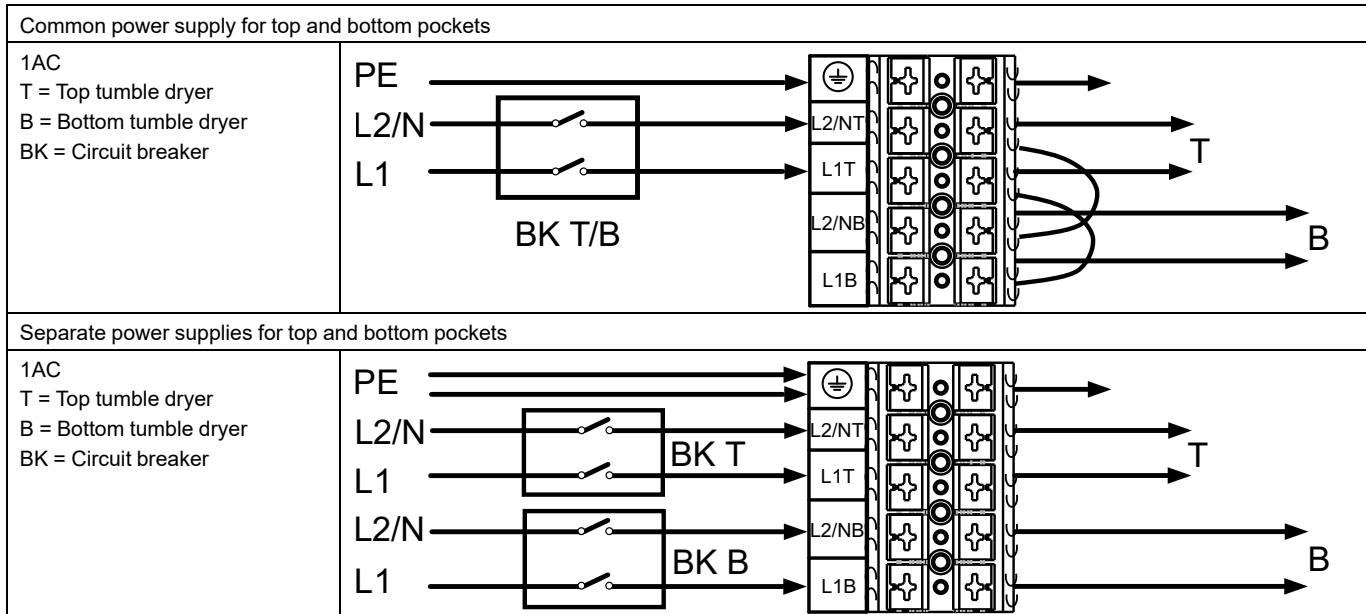 Common power supply for top and bottom pockets
1AC
T = Top tumble dryer
B = Bottom tumble dryer
BK = Circuit breaker
PE
L2/N
L1
BK T/B
L2/NT
L1T
L2/NB
L1B
T
B
Separate power supplies for top and bottom pockets
1AC
T = Top tumble dryer
B = Bottom tumble dryer
BK = Circuit breaker
PE
L2/N
L1
BK T
L2/N
L1
BK B
L2/NT
L1T
L2/NB
L1B
T
B